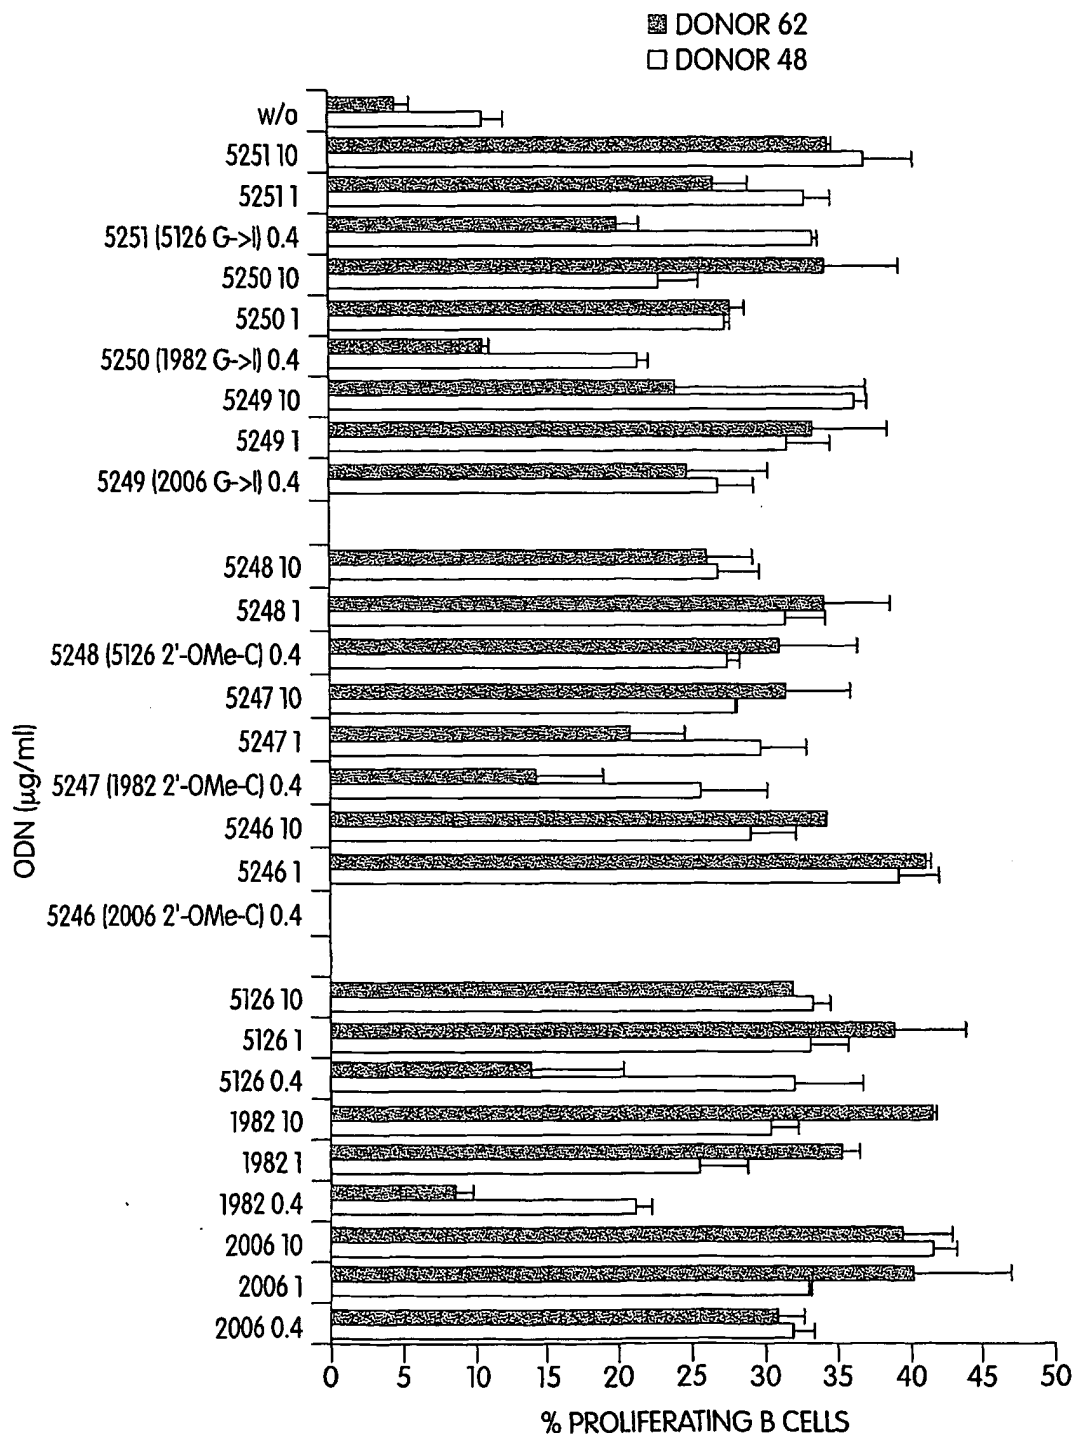 DONOR 62
DONOR 48
w/o
5251 10
5251 1
5251 (5126 G->I) 0.4
5250 10
5250 1
5250 (1982 G->I) 0.4
5249 10
5249 1
5249 (2006 G->I) 0.4
5248 10
5248 1
5248 (5126 2'-OMe-C) 0.4
5247 10
5247 1
5247 (1982 2'-OMe-C) 0.4
5246 10
5246 1
5246 (2006 2'-OMe-C) 0.4
5126 10
5126 1
5126 0.4
1982 10
1982 1
1982 0.4
2006 10
2006 1
2006 0.4
ODN (µg/ml)
0 5 10 15 20 25 30 35 40 45 50
% PROLIFERATING B CELLS